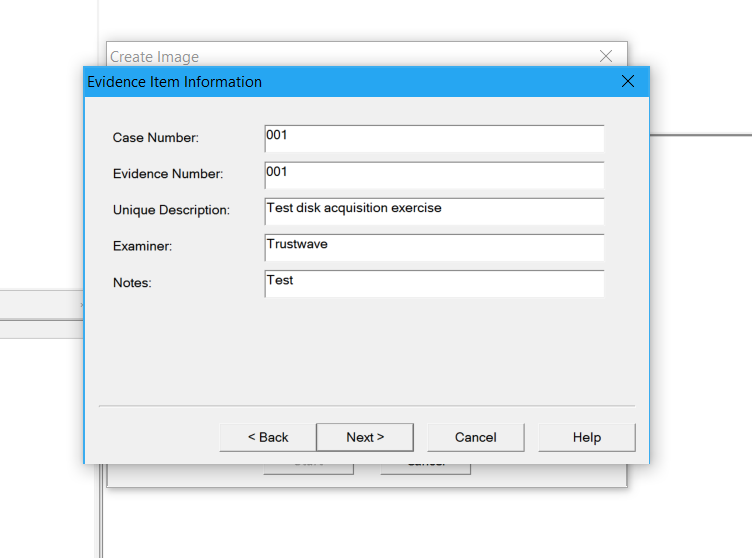 Create Image
Evidence Item Information
Case Number: 001
Evidence Number: 001
Unique Description: Test disk acquisition exercise
Examiner: Trustwave
Notes: Test
< Back Next > Cancel Help